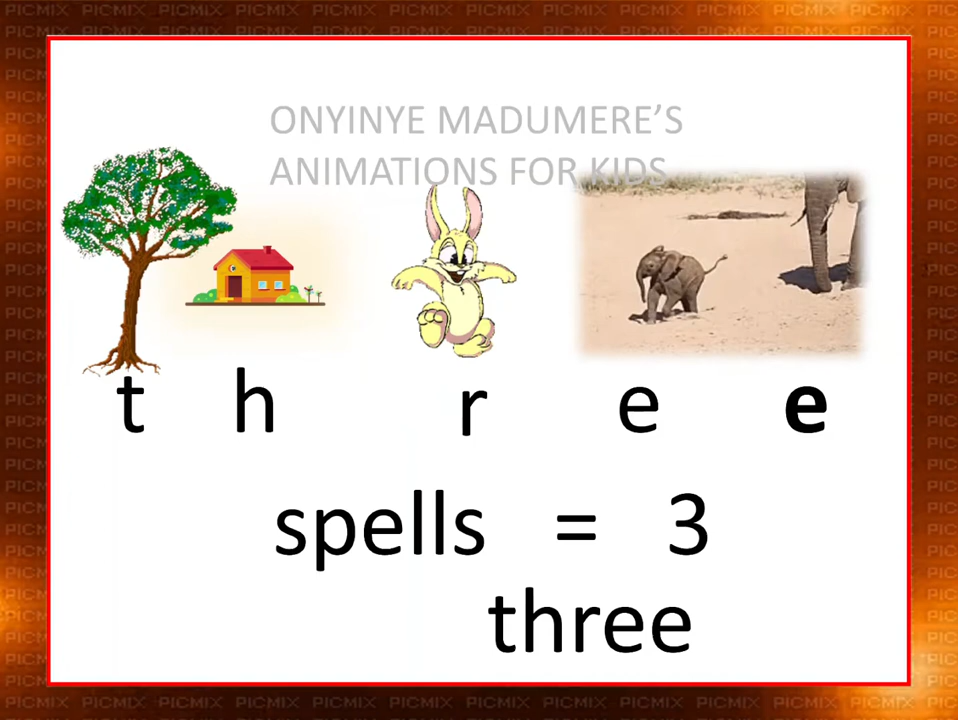 ONYINYE MADUMERE’S
ANIMATIONS FOR KIDS
t h r e e
spells = 3
three